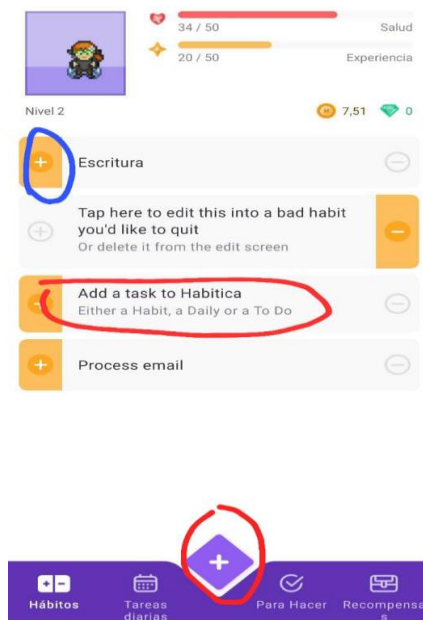 34 / 50 Salud
20 / 50 Experiencia
Nivel 2 7,51 0
Escritura
Tap here to edit this into a bad habit
you'd like to quit
Or delete it from the edit screen
Add a task to Habitica
Either a Habit, a Daily or a To Do
Process email
Hábitos Tareas Para Hacer Recompensa
diarias s